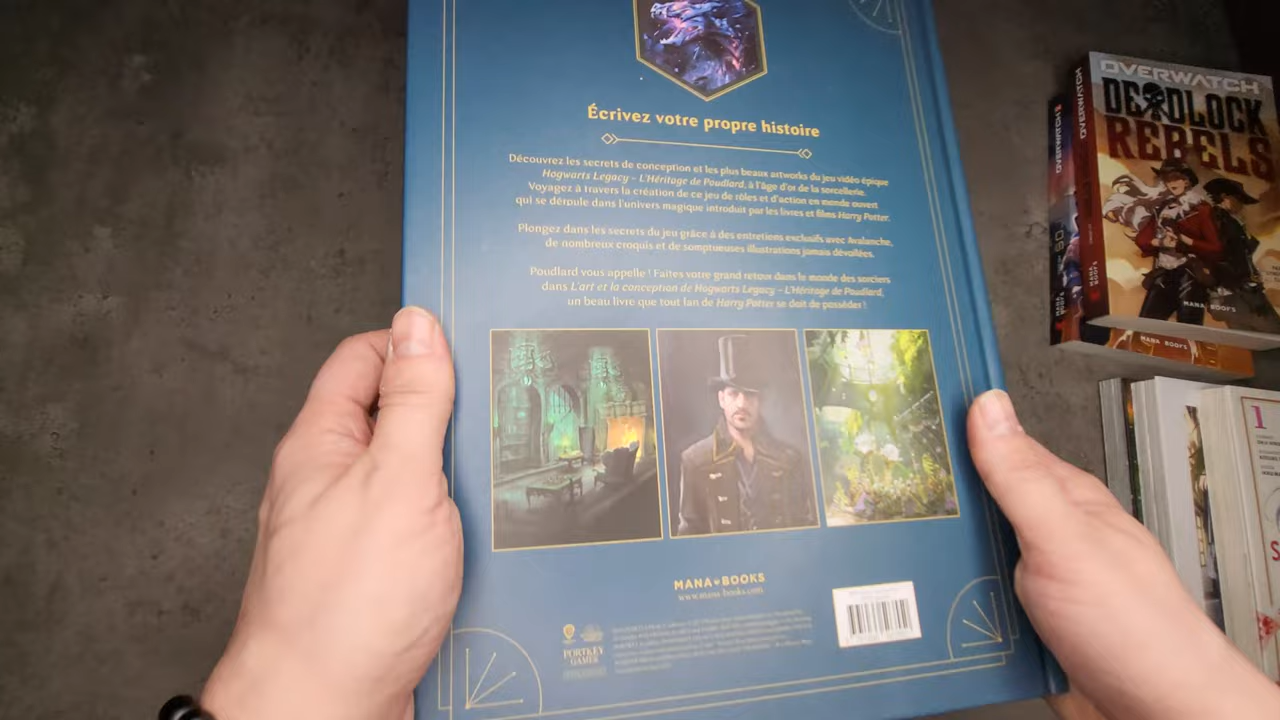 Écrivez votre propre histoire
Découvrez les secrets de conception et les plus beaux artworks du jeu vidéo épique
Hogwarts Legacy - L'Héritage de Poudlard, à l'âge d'or de la sorcellerie.
Voyagez à travers la création de ce jeu de rôles et d'action en monde ouvert
qui se déroule dans l'univers magique introduit par les livres et films Harry Potter.
Plongez dans les secrets du jeu grâce à des entretiens exclusifs avec Avalanche,
de nombreux croquis et de somptueuses illustrations jamais dévoilées.
Poudlard vous appelle ! Faites votre grand retour dans le monde des sorciers
dans L'art et la conception de Hogwarts Legacy - L'Héritage de Poudlard,
un beau livre que tout fan de Harry Potter se doit de posséder !
MANA BOOKS
www.mana-books.com
PORTKEY
GAMES
OVERWATCH
DEADLOCK
REBELS
MANA BOOKS
OVERWATCH
MANA BOOKS
OVERWATCH
MANA BOOKS
1